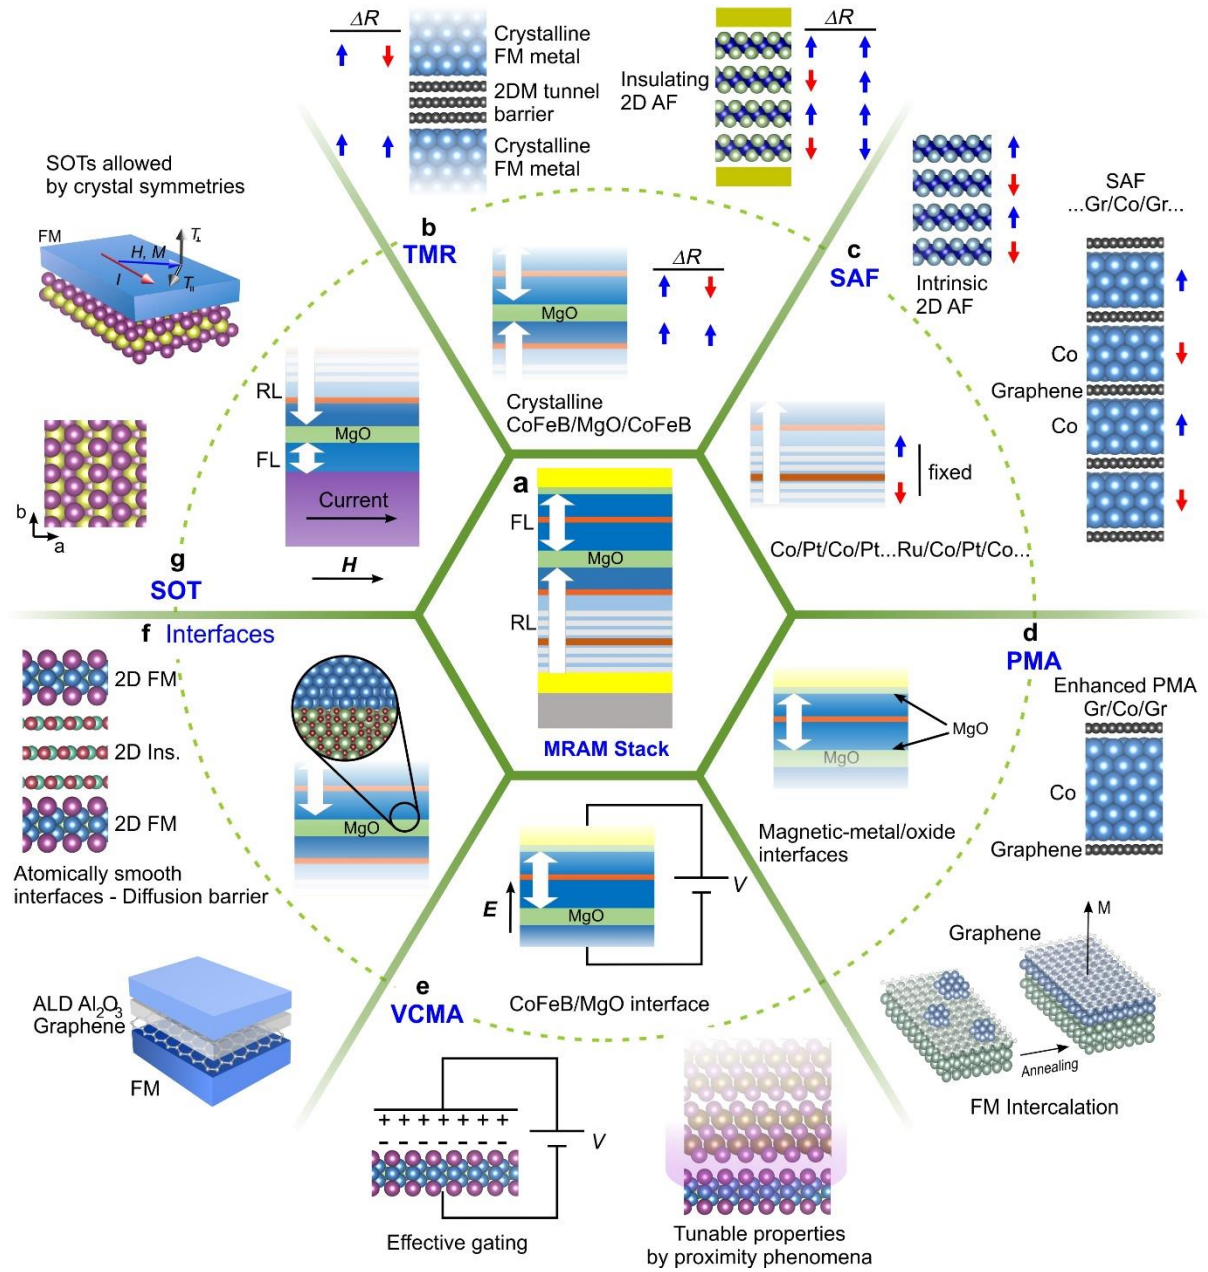 a
FL
MgO
RL
MRAM Stack
b
TMR
ΔR
Crystalline
FM metal
2DM tunnel
barrier
Crystalline
FM metal
Insulating
2D AF
ΔR
MgO
ΔR
Crystalline
CoFeB/MgO/CoFeB
c
SAF
Intrinsic
2D AF
SAF
...Gr/Co/Gr...
Co
Graphene
Co
fixed
Co/Pt/Co/Pt...Ru/Co/Pt/Co...
d
PMA
Enhanced PMA
Gr/Co/Gr
Co
Graphene
MgO
MgO
Magnetic-metal/oxide
interfaces
M
Graphene
Annealing
FM Intercalation
e
VCMA
E
MgO
V
CoFeB/MgO interface
+ + + + + + +
- - - - - - -
V
Effective gating
Tunable properties
by proximity phenomena
f Interfaces
2D FM
2D Ins.
2D FM
Atomically smooth
interfaces - Diffusion barrier
MgO
ALD Al₂O₃
Graphene
FM
g
SOT
SOTs allowed
by crystal symmetries
FM
H, M
T⊥
I
T||
b
a
RL
MgO
FL
Current
H